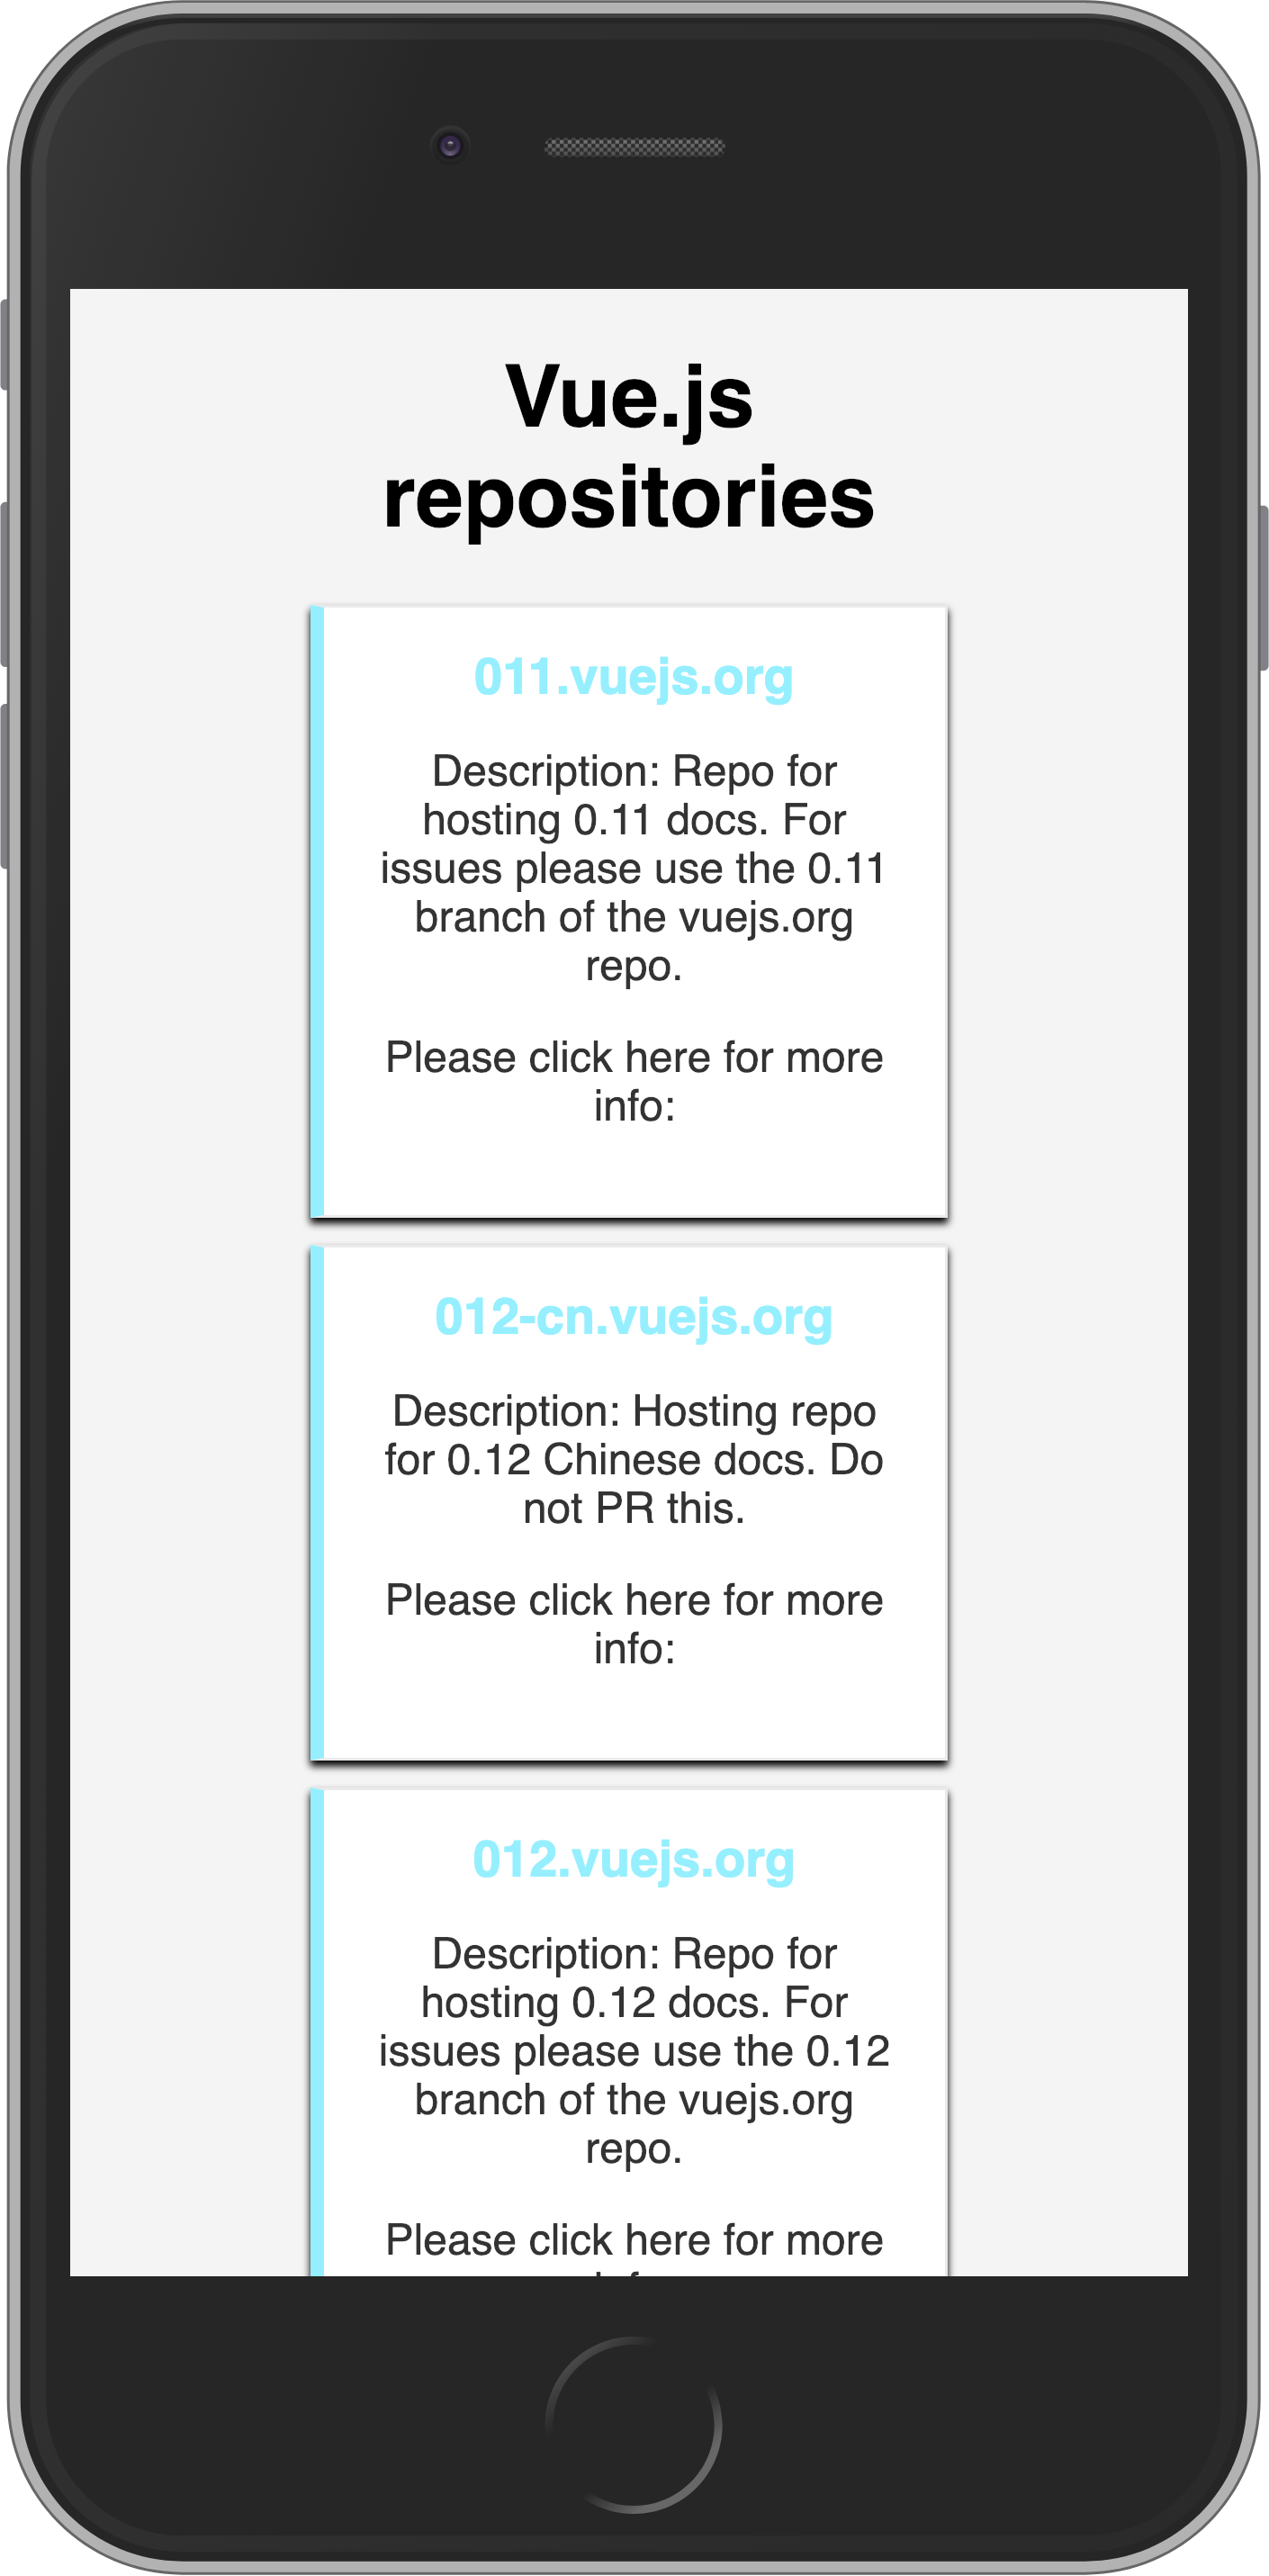 Vue.js
repositories
011.vuejs.org
Description: Repo for
hosting 0.11 docs. For
issues please use the 0.11
branch of the vuejs.org
repo.
Please click here for more
info:
012-cn.vuejs.org
Description: Hosting repo
for 0.12 Chinese docs. Do
not PR this.
Please click here for more
info:
012.vuejs.org
Description: Repo for
hosting 0.12 docs. For
issues please use the 0.12
branch of the vuejs.org
repo.
Please click here for more